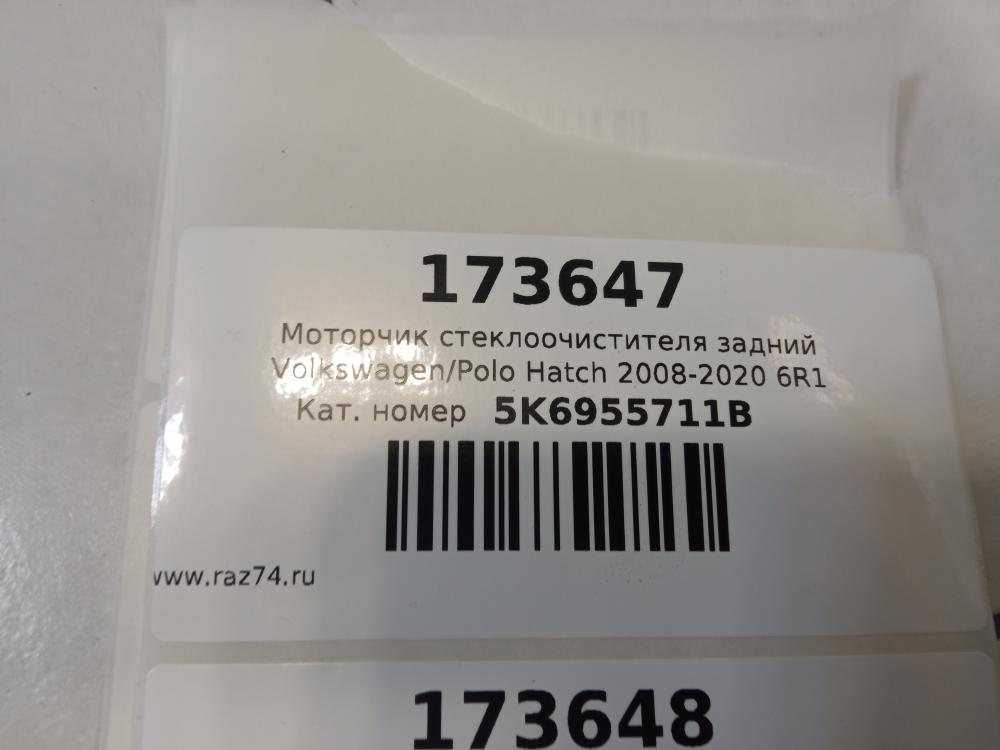 173647
Моторчик стеклоочистителя задний
Volkswagen/Polo Hatch 2008-2020 6R1
Кат. номер 5K6955711B
www.raz74.ru
173648